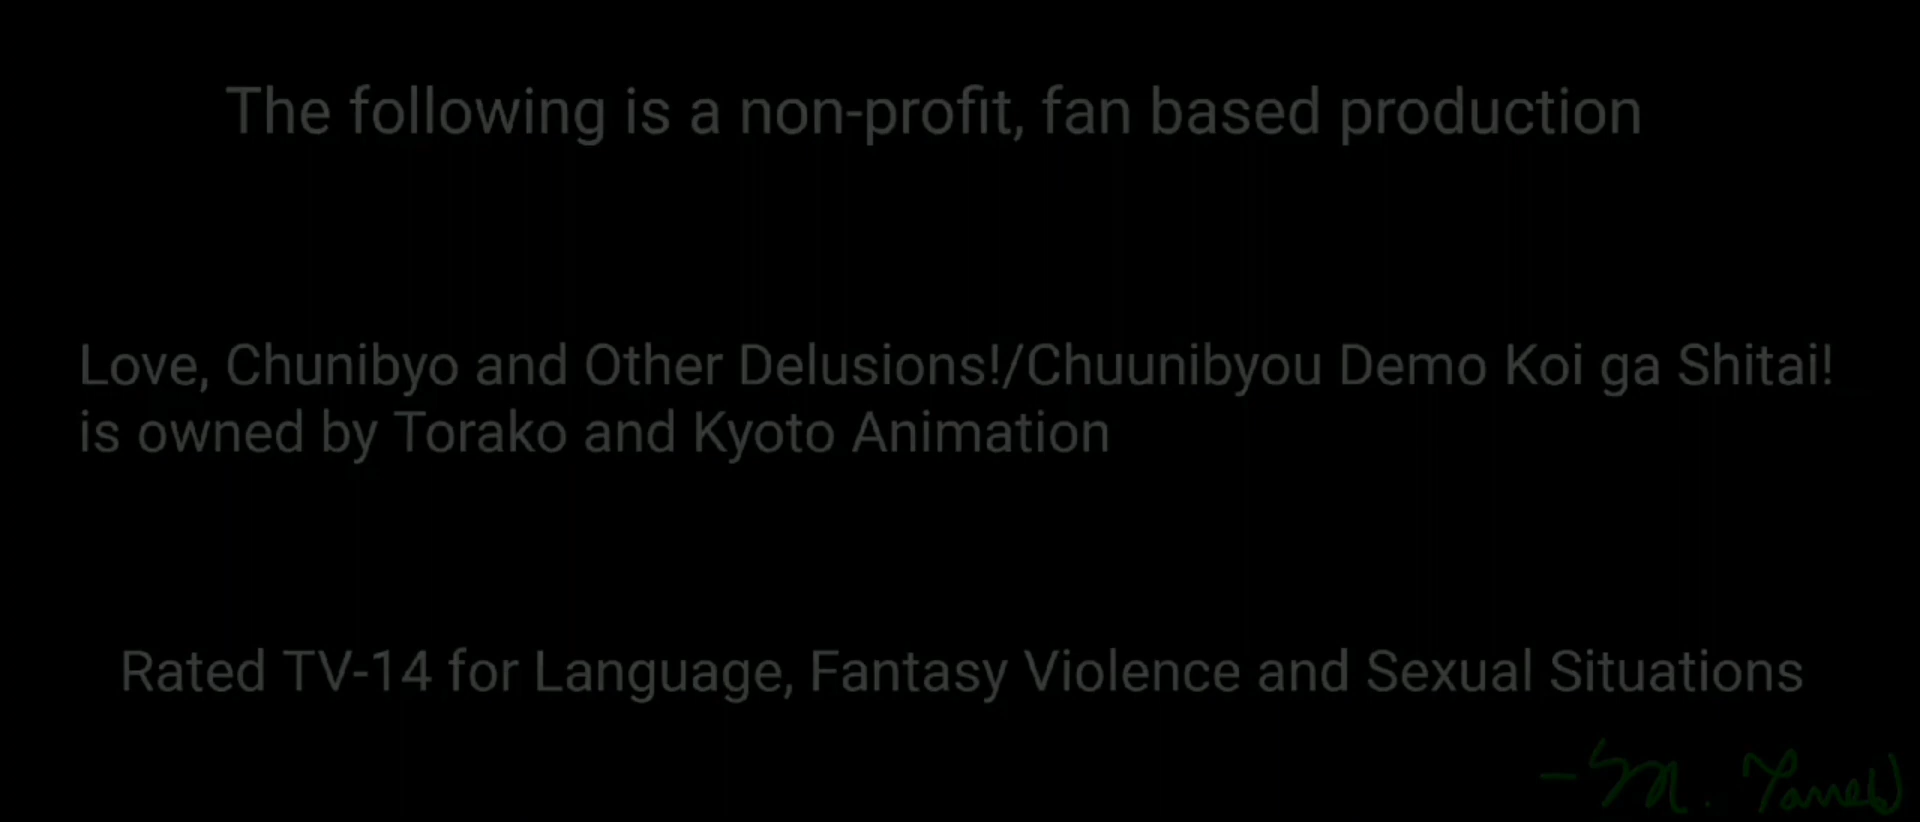 The following is a non-profit, fan based production
Love, Chunibyo and Other Delusions!/Chuunibyou Demo Koi ga Shitai!
is owned by Torako and Kyoto Animation
Rated TV-14 for Language, Fantasy Violence and Sexual Situations
- M.